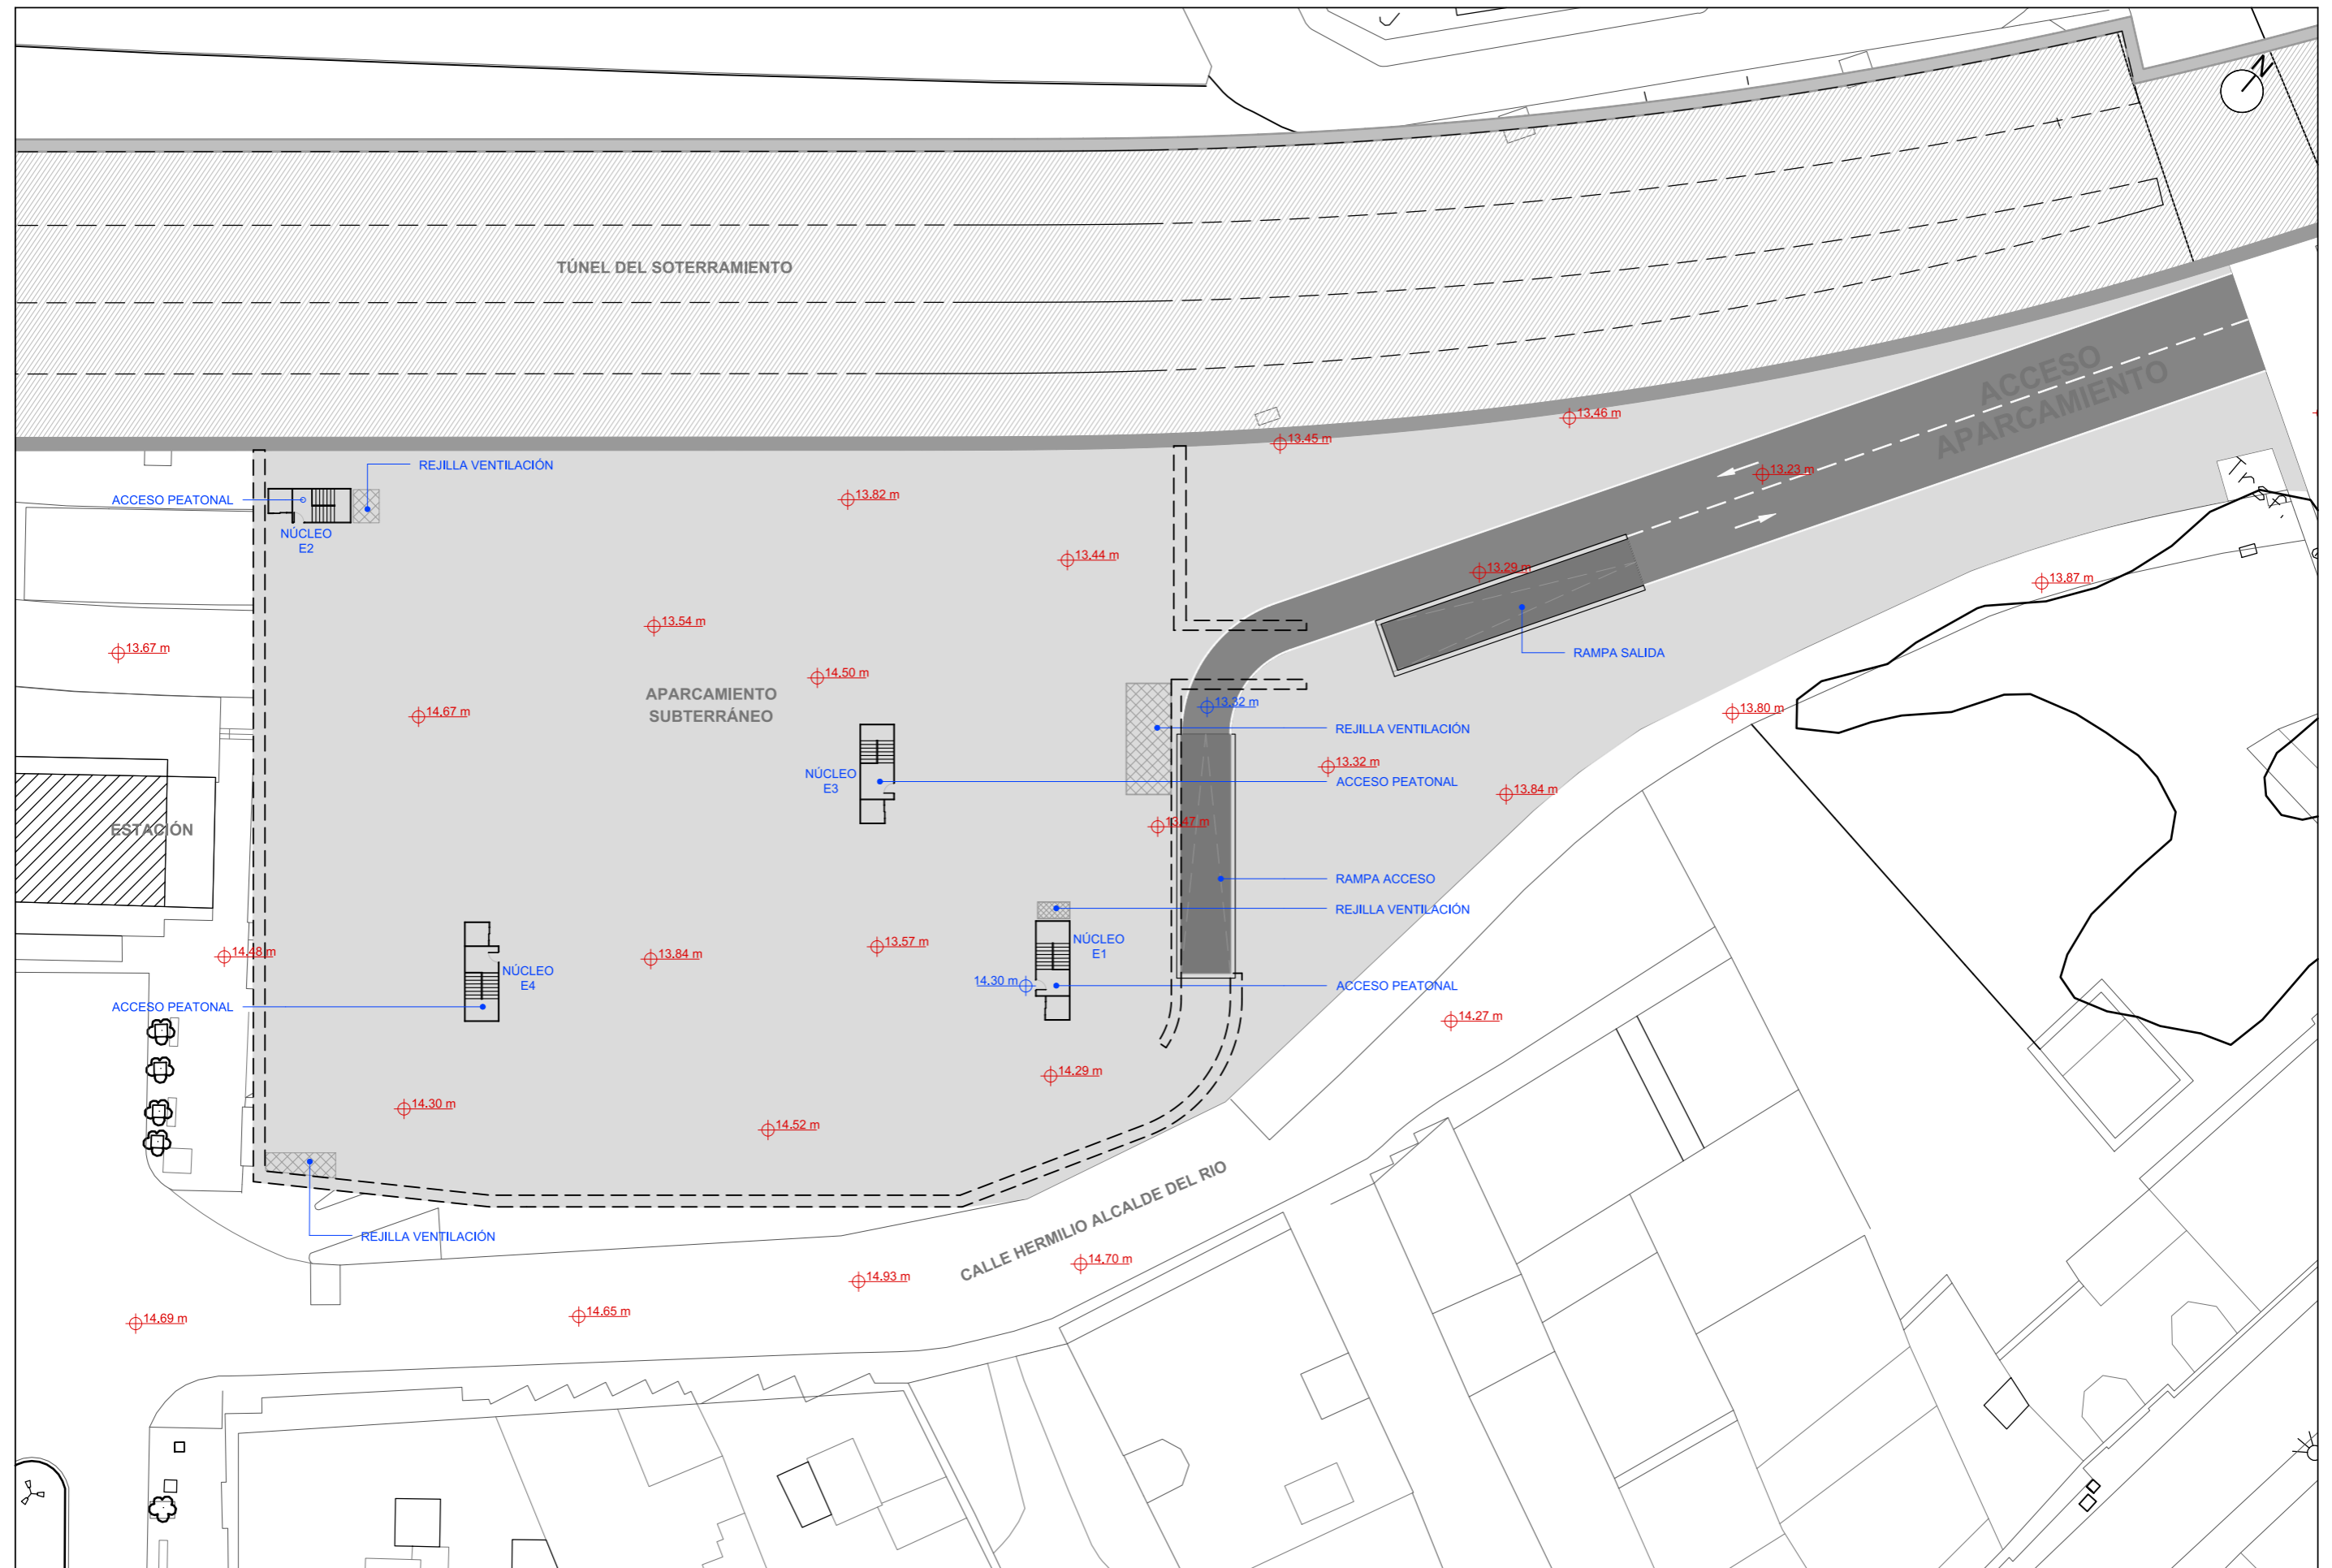 N
TÚNEL DEL SOTERRAMIENTO
ACCESO
APARCAMIENTO
13.46 m
13.45 m
REJILLA VENTILACIÓN
13.23 m
ACCESO PEATONAL
13.82 m
NÚCLEO
E2
13.44 m
13.29 m
13.87 m
13.54 m
13.67 m
RAMPA SALIDA
14.50 m
APARCAMIENTO
SUBTERRÁNEO
14.67 m
13.32 m
13.80 m
REJILLA VENTILACIÓN
13.32 m
NÚCLEO
E3
ACCESO PEATONAL
13.84 m
13.47 m
ESTACIÓN
RAMPA ACCESO
REJILLA VENTILACIÓN
NÚCLEO
E1
13.57 m
14.48 m
13.84 m
NÚCLEO
E4
14.30 m
ACCESO PEATONAL
ACCESO PEATONAL
14.27 m
14.29 m
14.30 m
14.52 m
CALLE HERMILIO ALCALDE DEL RIO
REJILLA VENTILACIÓN
14.70 m
14.93 m
14.65 m
14.69 m